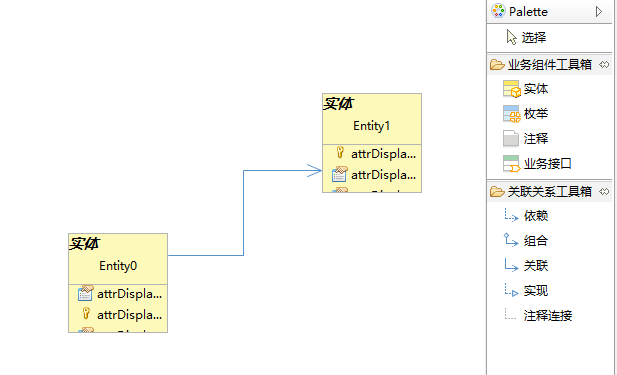 实体
Entity1
attrDispla...
attrDispla...
实体
Entity0
attrDispla...
attrDispla...
Palette
选择
业务组件工具箱
实体
枚举
注释
业务接口
关联关系工具箱
依赖
组合
关联
实现
注释连接